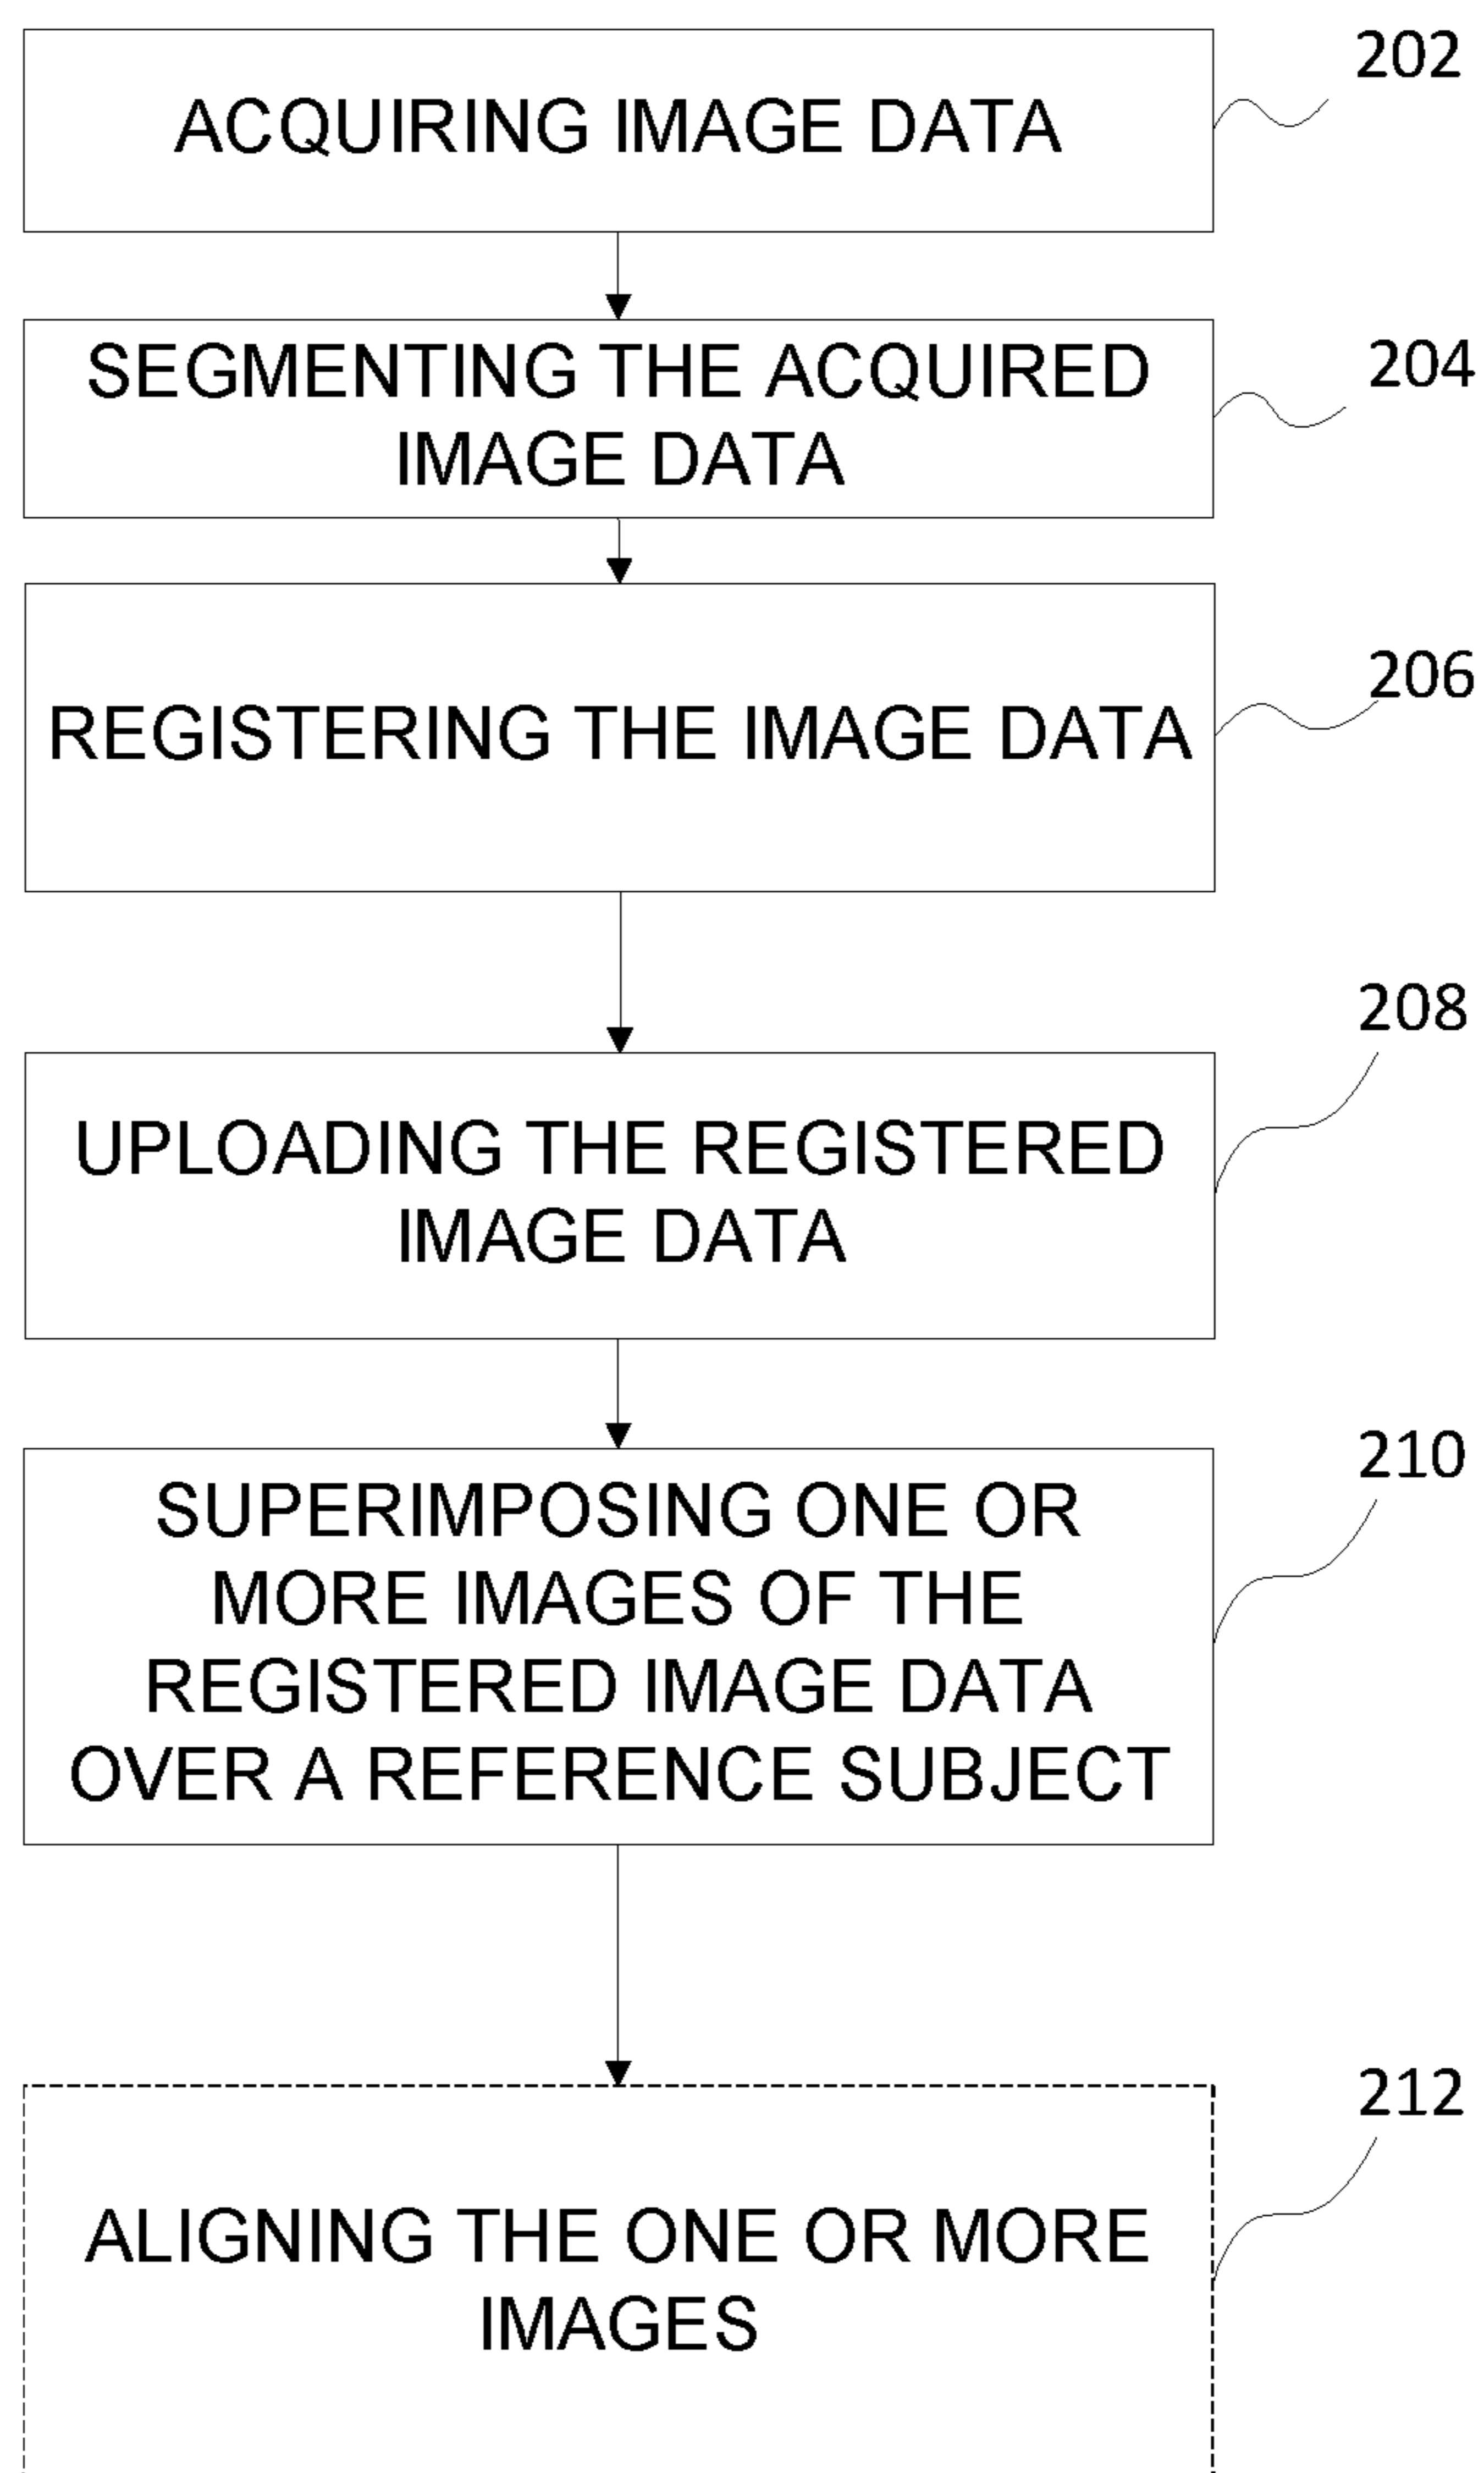 202
ACQUIRING IMAGE DATA
204
SEGMENTING THE ACQUIRED
IMAGE DATA
206
REGISTERING THE IMAGE DATA
208
UPLOADING THE REGISTERED
IMAGE DATA
210
SUPERIMPOSING ONE OR
MORE IMAGES OF THE
REGISTERED IMAGE DATA
OVER A REFERENCE SUBJECT
212
ALIGNING THE ONE OR MORE
IMAGES